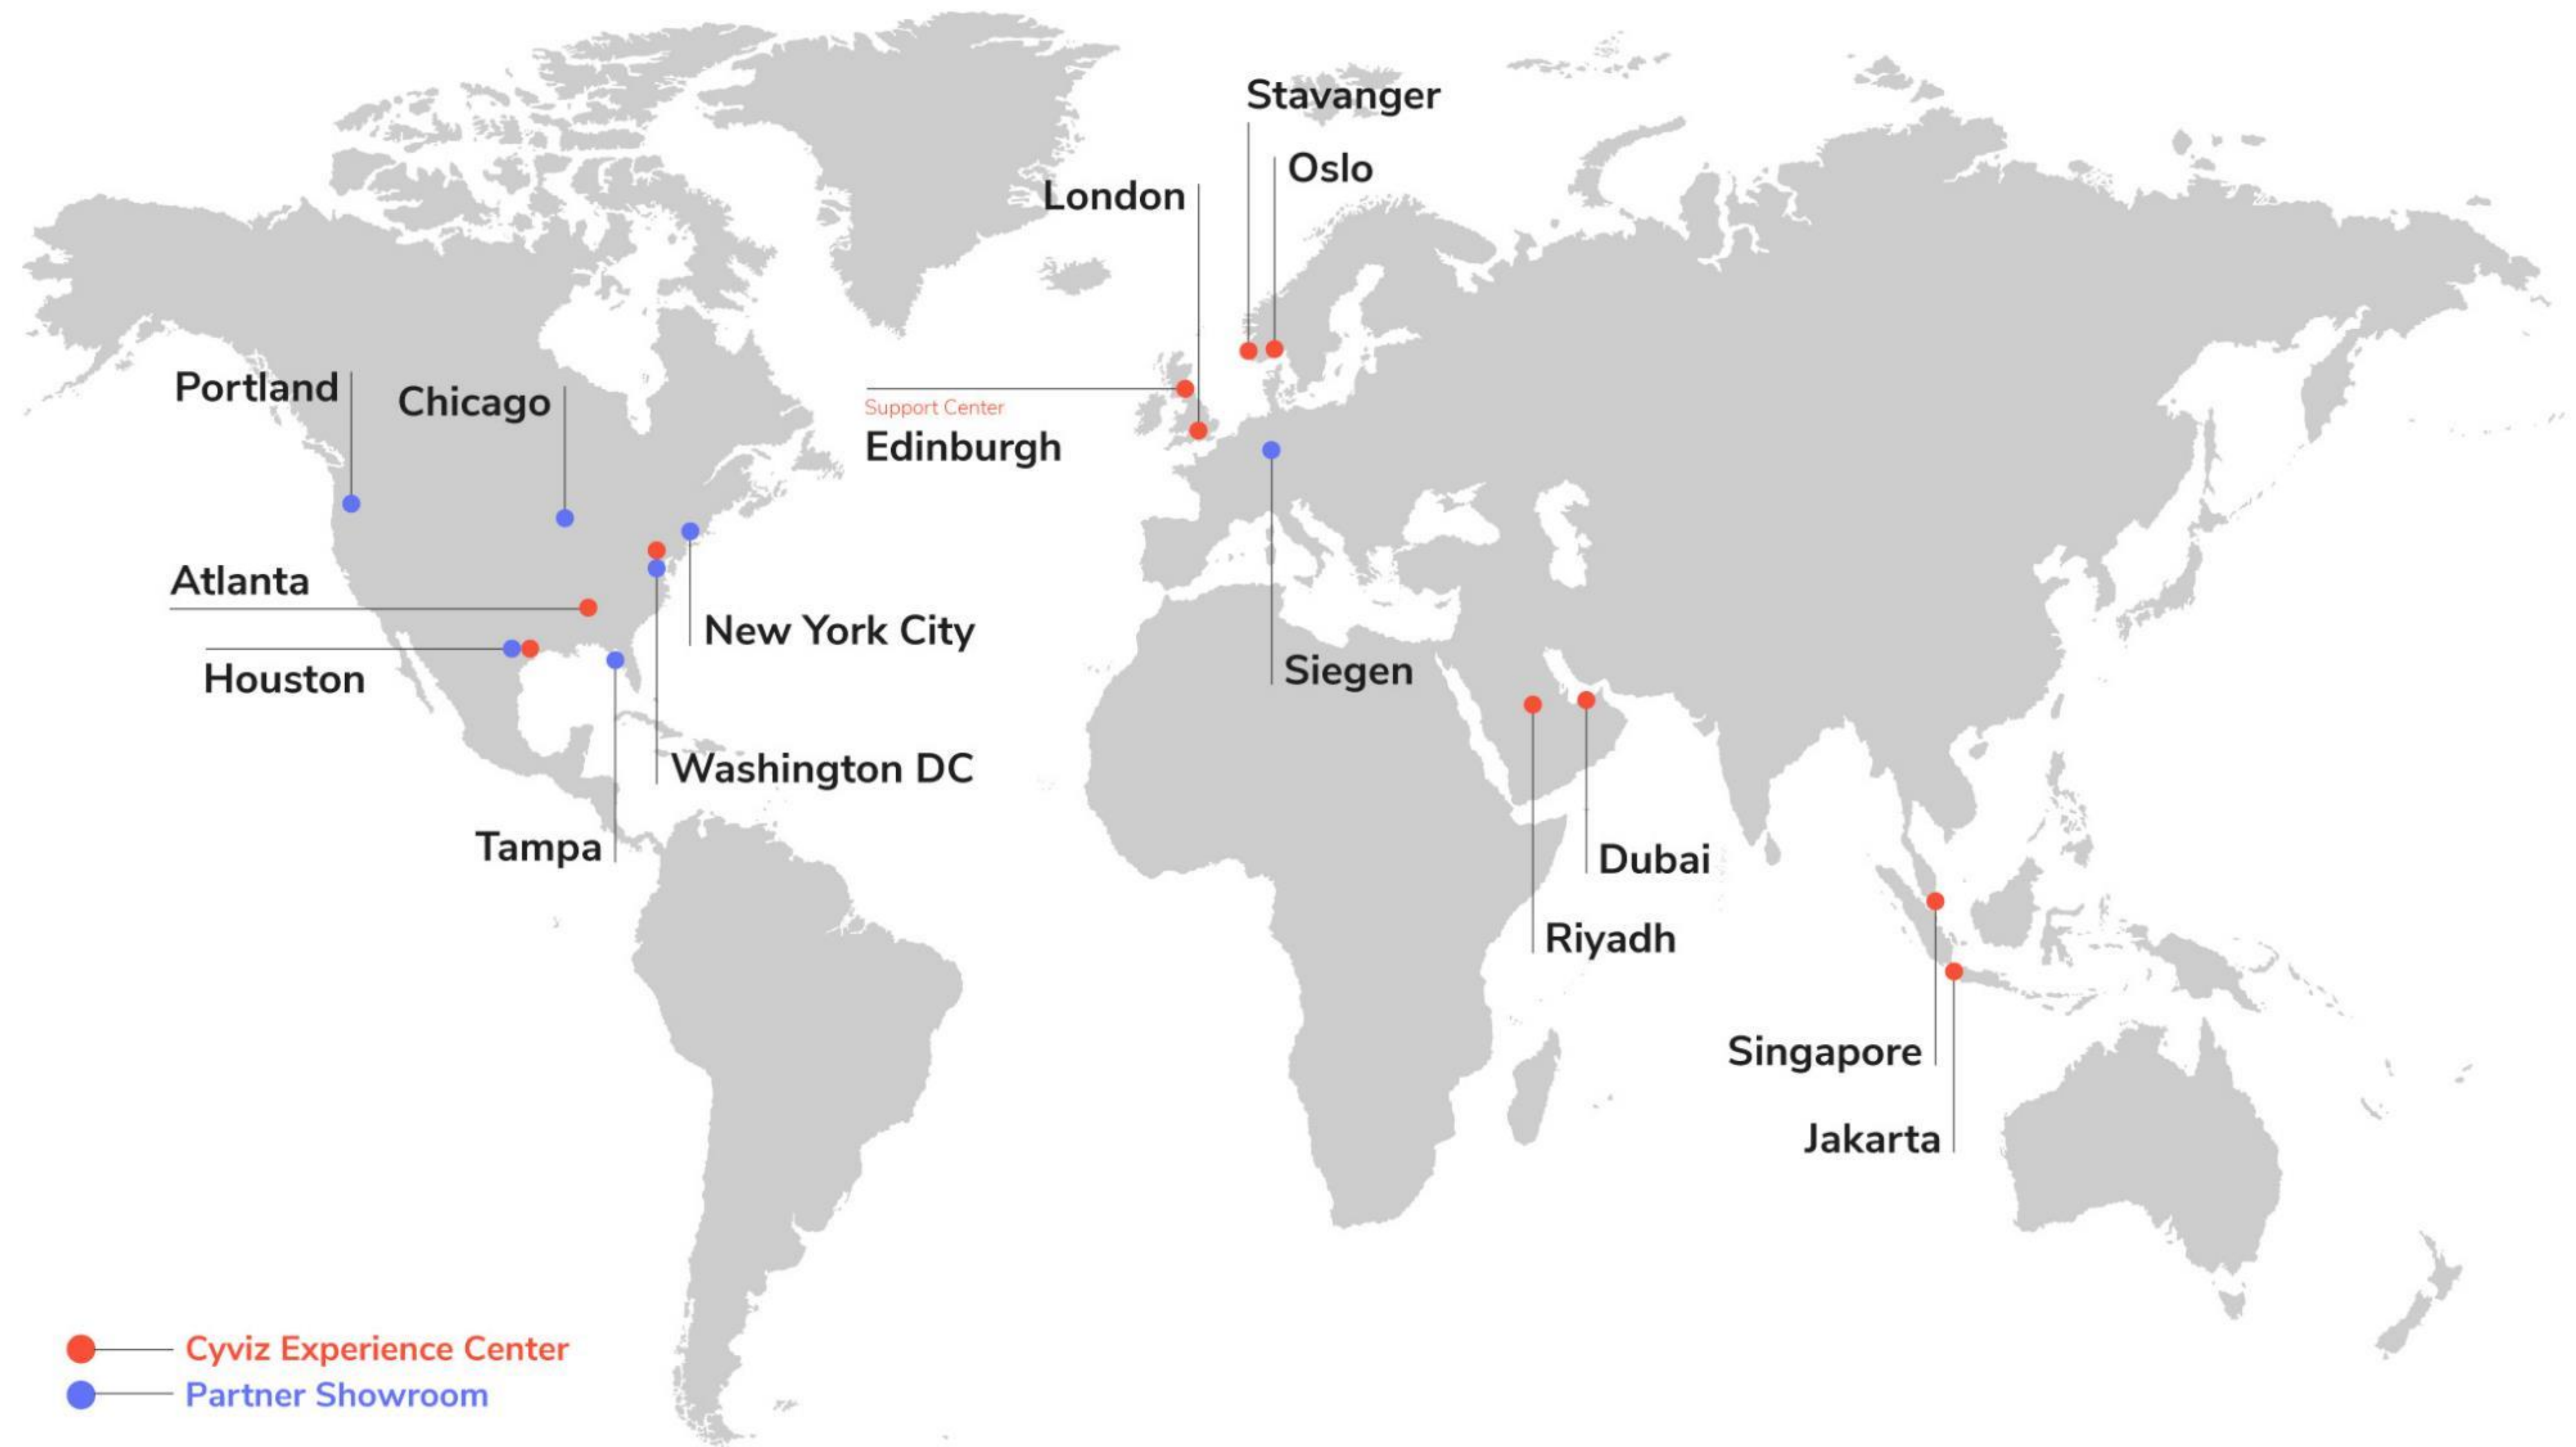 Stavanger
Oslo
London
Portland
Chicago
Support Center
Edinburgh
Atlanta
New York City
Houston
Siegen
Washington DC
Tampa
Dubai
Riyadh
Singapore
Jakarta
Cyviz Experience Center
Partner Showroom